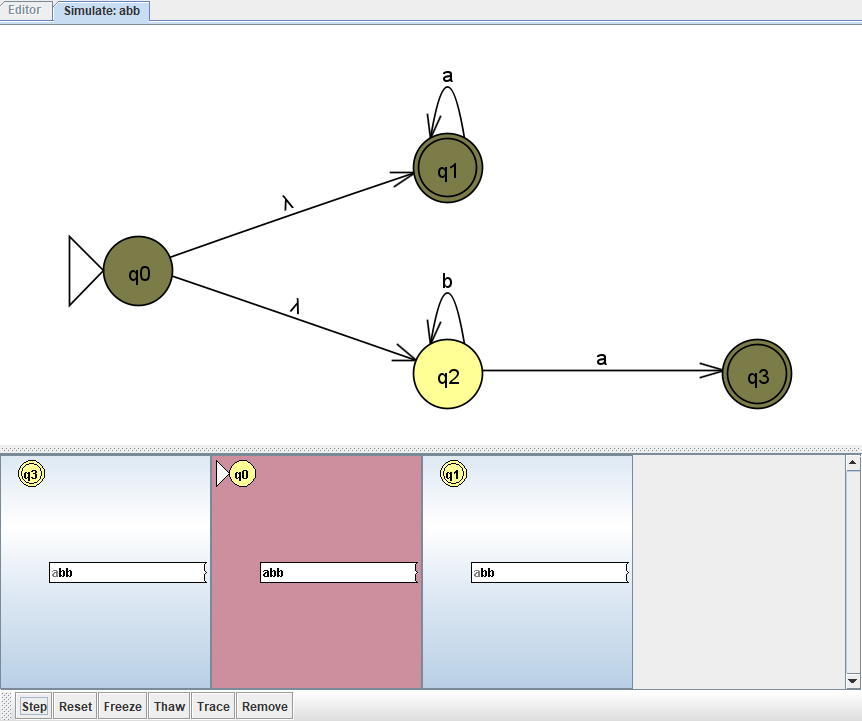 Editor
Simulate: abb
a
q1
λ
q0
λ
b
q2
a
q3
q3
q0
q1
abb
abb
abb
Step Reset Freeze Thaw Trace Remove